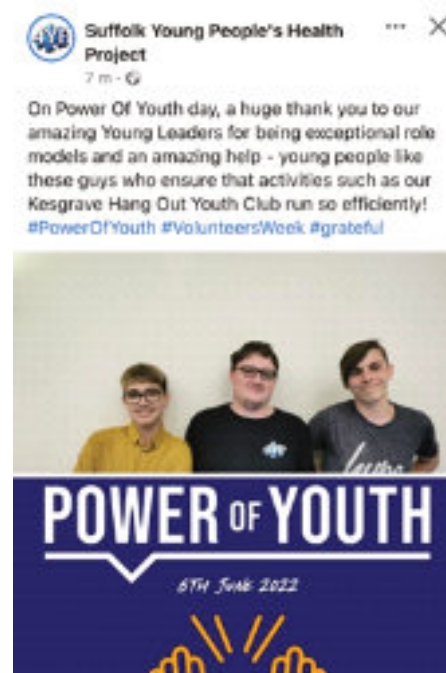 Suffolk Young People's Health
Project
7 m
On Power Of Youth day, a huge thank you to our
amazing Young Leaders for being exceptional role
models and an amazing help - young people like
these guys who ensure that activities such as our
Kesgrave Hang Out Youth Club run so efficiently!
#PowerOfYouth #VolunteersWeek #grateful
POWER OF YOUTH
6TH JUNE 2022